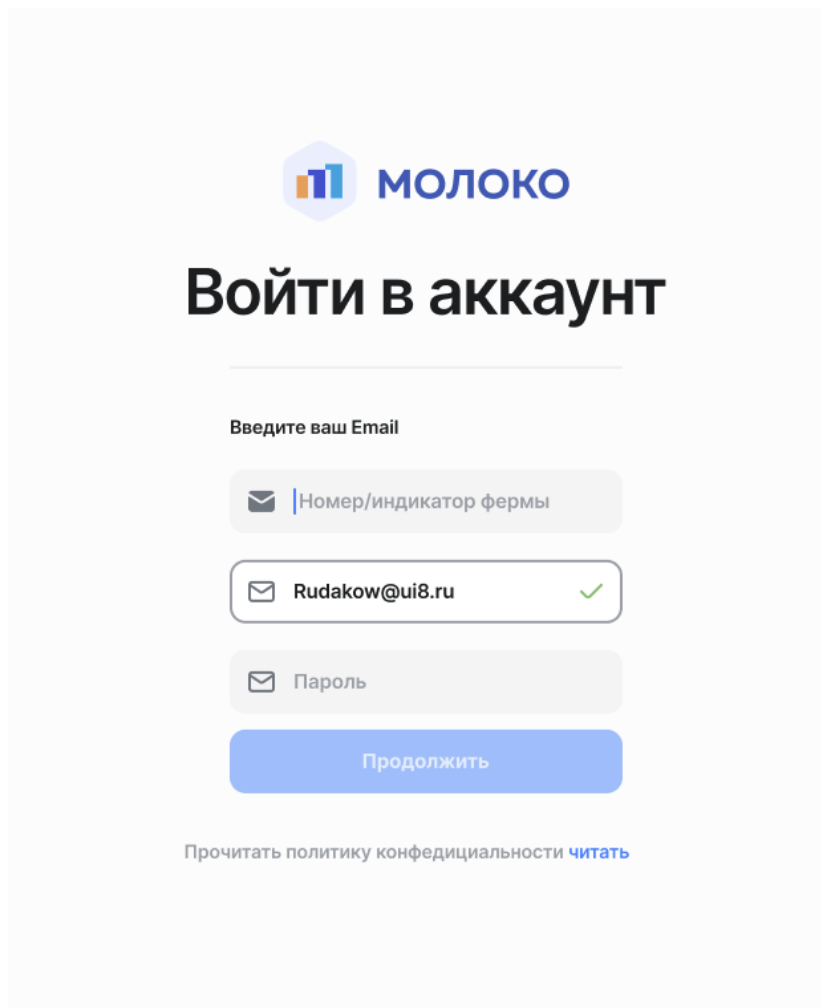 МОЛОКО
Войти в аккаунт
Введите ваш Email
Номер/индикатор фермы
Rudakow@ui8.ru
Пароль
Продолжить
Прочитать политику конфедициальности читать